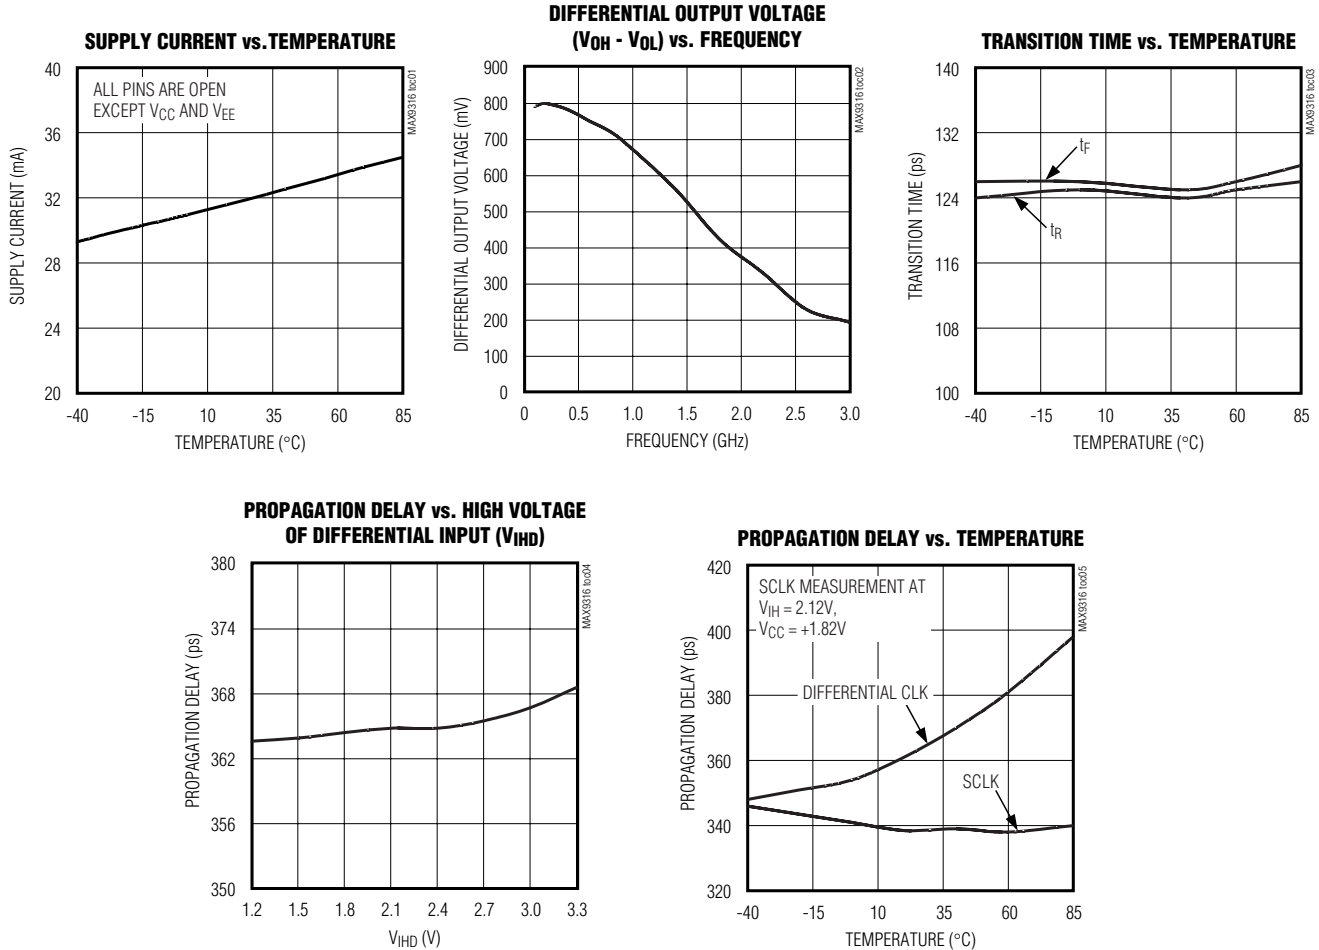 SUPPLY CURRENT vs.TEMPERATURE
40
36
32
28
24
20
-40
-15
10
35
60
85
SUPPLY CURRENT (mA)
TEMPERATURE (°C)
ALL PINS ARE OPEN
EXCEPT VCC AND VEE
MAX9316 toc01
DIFFERENTIAL OUTPUT VOLTAGE
(VOH - VOL) vs. FREQUENCY
900
800
700
600
500
400
300
200
100
0
0
0.5
1.0
1.5
2.0
2.5
3.0
DIFFERENTIAL OUTPUT VOLTAGE (mV)
FREQUENCY (GHz)
MAX9316 toc02
TRANSITION TIME vs. TEMPERATURE
140
132
124
116
108
100
-40
-15
10
35
60
85
TRANSITION TIME (ps)
TEMPERATURE (°C)
tF
tR
MAX9316 toc03
PROPAGATION DELAY vs. HIGH VOLTAGE
OF DIFFERENTIAL INPUT (VIHD)
380
374
368
362
356
350
1.2
1.5
1.8
2.1
2.4
2.7
3.0
3.3
PROPAGATION DELAY (ps)
VIHD (V)
MAX9316 toc04
PROPAGATION DELAY vs. TEMPERATURE
420
400
380
360
340
320
-40
-15
10
35
60
85
PROPAGATION DELAY (ps)
TEMPERATURE (°C)
SCLK MEASUREMENT AT
VIH = 2.12V,
VCC = +1.82V
DIFFERENTIAL CLK
SCLK
MAX9316 toc05